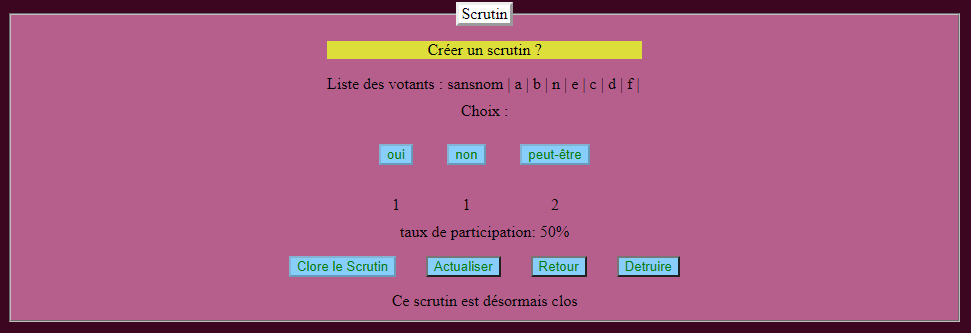 Scrutin
Créer un scrutin ?
Liste des votants : sansnom | a | b | n | e | c | d | f |
Choix :
oui non peut-être
1 1 2
taux de participation: 50%
Clore le Scrutin Actualiser Retour Detruire
Ce scrutin est désormais clos